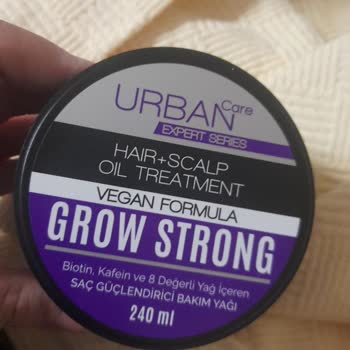 URBAN Care
EXPERT SERIES
HAIR+SCALP
OIL TREATMENT
VEGAN FORMULA
GROW STRONG
Biotin, Kafein ve 8 Değerli Yağ İçeren
SAÇ GÜÇLENDİRİCİ BAKIM YAĞI
240 ml